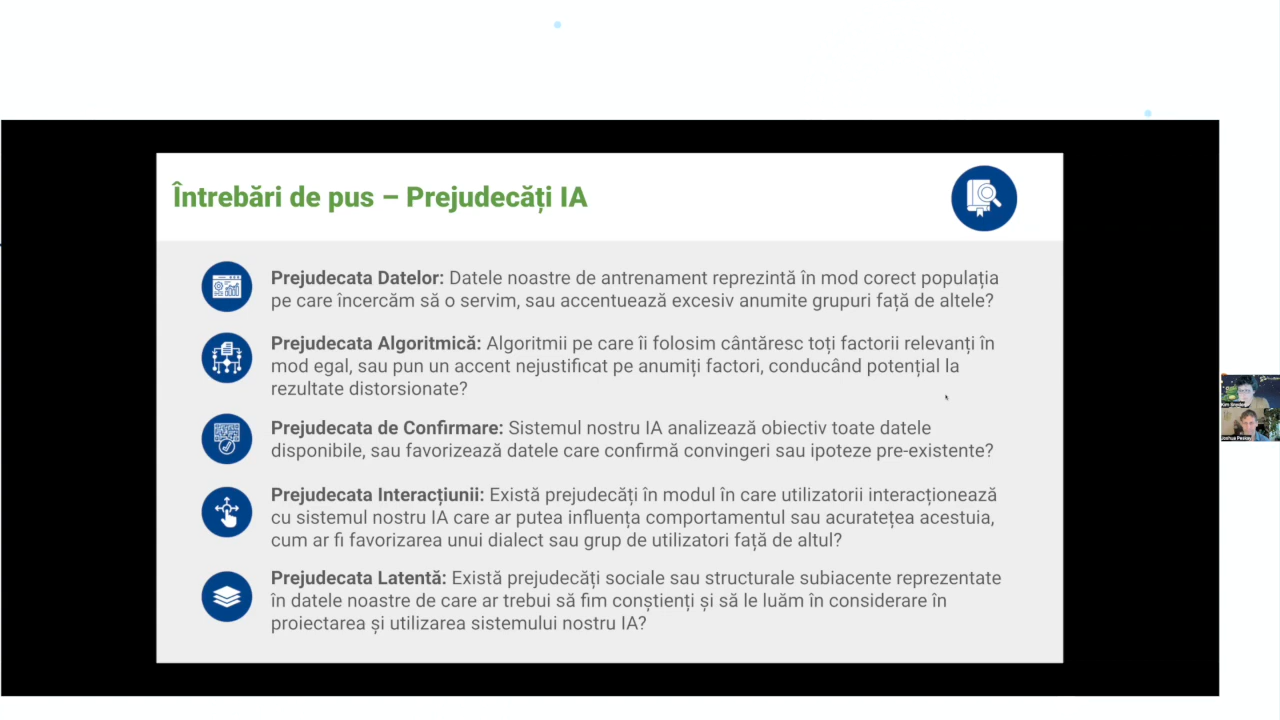 Întrebări de pus – Prejudecăți IA
Prejudecata Datelor: Datele noastre de antrenament reprezintă în mod corect populația
pe care încercăm să o servim, sau accentuează excesiv anumite grupuri față de altele?
Prejudecata Algoritmică: Algoritmii pe care îi folosim cântăresc toți factorii relevanți în
mod egal, sau pun un accent nejustificat pe anumiți factori, conducând potențial la
rezultate distorsionate?
Prejudecata de Confirmare: Sistemul nostru IA analizează obiectiv toate datele
disponibile, sau favorizează datele care confirmă convingeri sau ipoteze pre-existente?
Prejudecata Interacțiunii: Există prejudecăți în modul în care utilizatorii interacționează
cu sistemul nostru IA care ar putea influența comportamentul sau acuratețea acestuia,
cum ar fi favorizarea unui dialect sau grup de utilizatori față de altul?
Prejudecata Latentă: Există prejudecăți sociale sau structurale subiacente reprezentate
în datele noastre de care ar trebui să fim conștienți și să le luăm în considerare în
proiectarea și utilizarea sistemului nostru IA?